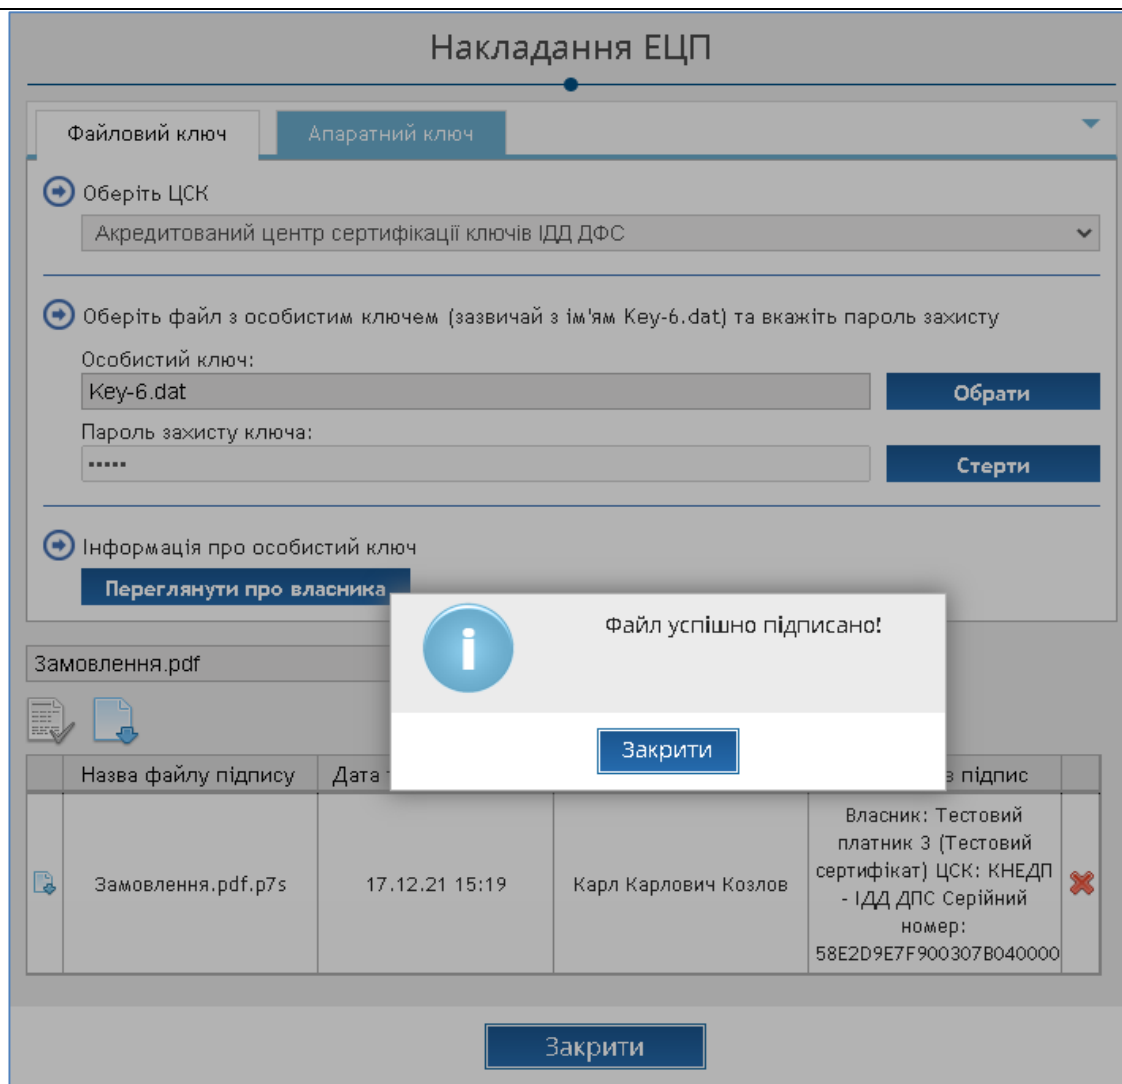 Накладання ЕЦП
Файловий ключ
Апаратний ключ
Оберіть ЦСК
Акредитований центр сертифікації ключів ІДД ДФС
Оберіть файл з особистим ключем (зазвичай з ім'ям Key-6.dat) та вкажіть пароль захисту
Особистий ключ:
Key-6.dat
Обрати
Пароль захисту ключа:
•••••
Стерти
Інформація про особистий ключ
Переглянути про власника
Файл успішно підписано!
Закрити
Замовлення.pdf
Назва файлу підпису
Дата
підпис
Замовлення.pdf.p7s
17.12.21 15:19
Карл Карлович Козлов
Власник: Тестовий
платник 3 (Тестовий
сертифікат) ЦСК: КНЕДП
- ІДД ДПС Серійний
номер:
58E2D9E7F900307B040000
Закрити